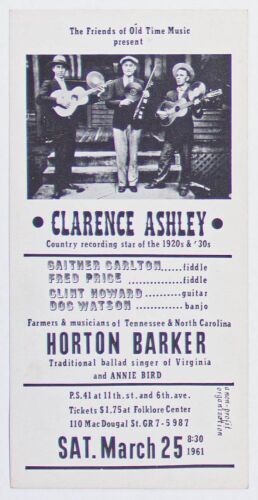 The Friends of Old Time Music
present
• CLARENCE ASHLEY •
Country recording star of the 1920s & '30s
GAITHER CARLTON......fiddle
FRED PRICE ...............fiddle
CLINT HOWARD..........guitar
DOC WATSON ............banjo
Farmers & musicians of Tennessee & North Carolina
HORTON BARKER
Traditional ballad singer of Virginia
and ANNIE BIRD
P.S. 41 at 11th. st. and 6th. ave.
Tickets $1.75 at Folklore Center
110 MacDougal St. GR 7-5987
a non-profit
organization
SAT. March 25 8:30
1961